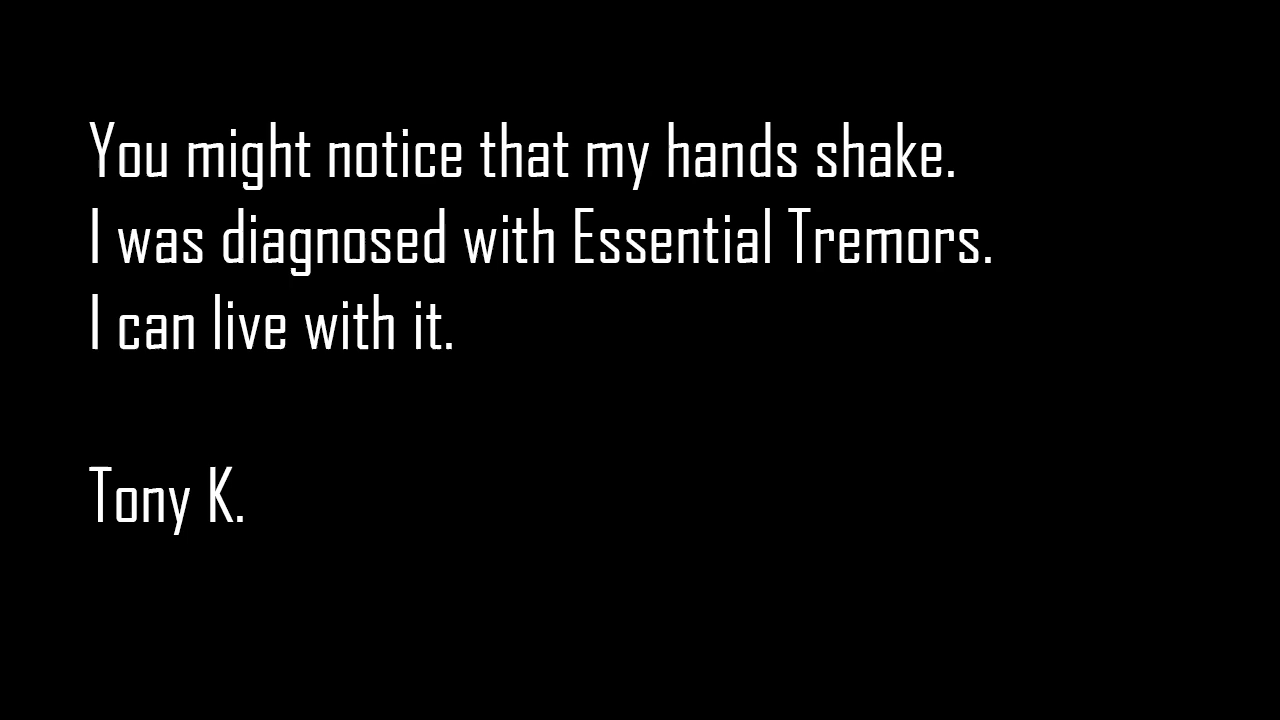 You might notice that my hands shake.
I was diagnosed with Essential Tremors.
I can live with it.
Tony K.